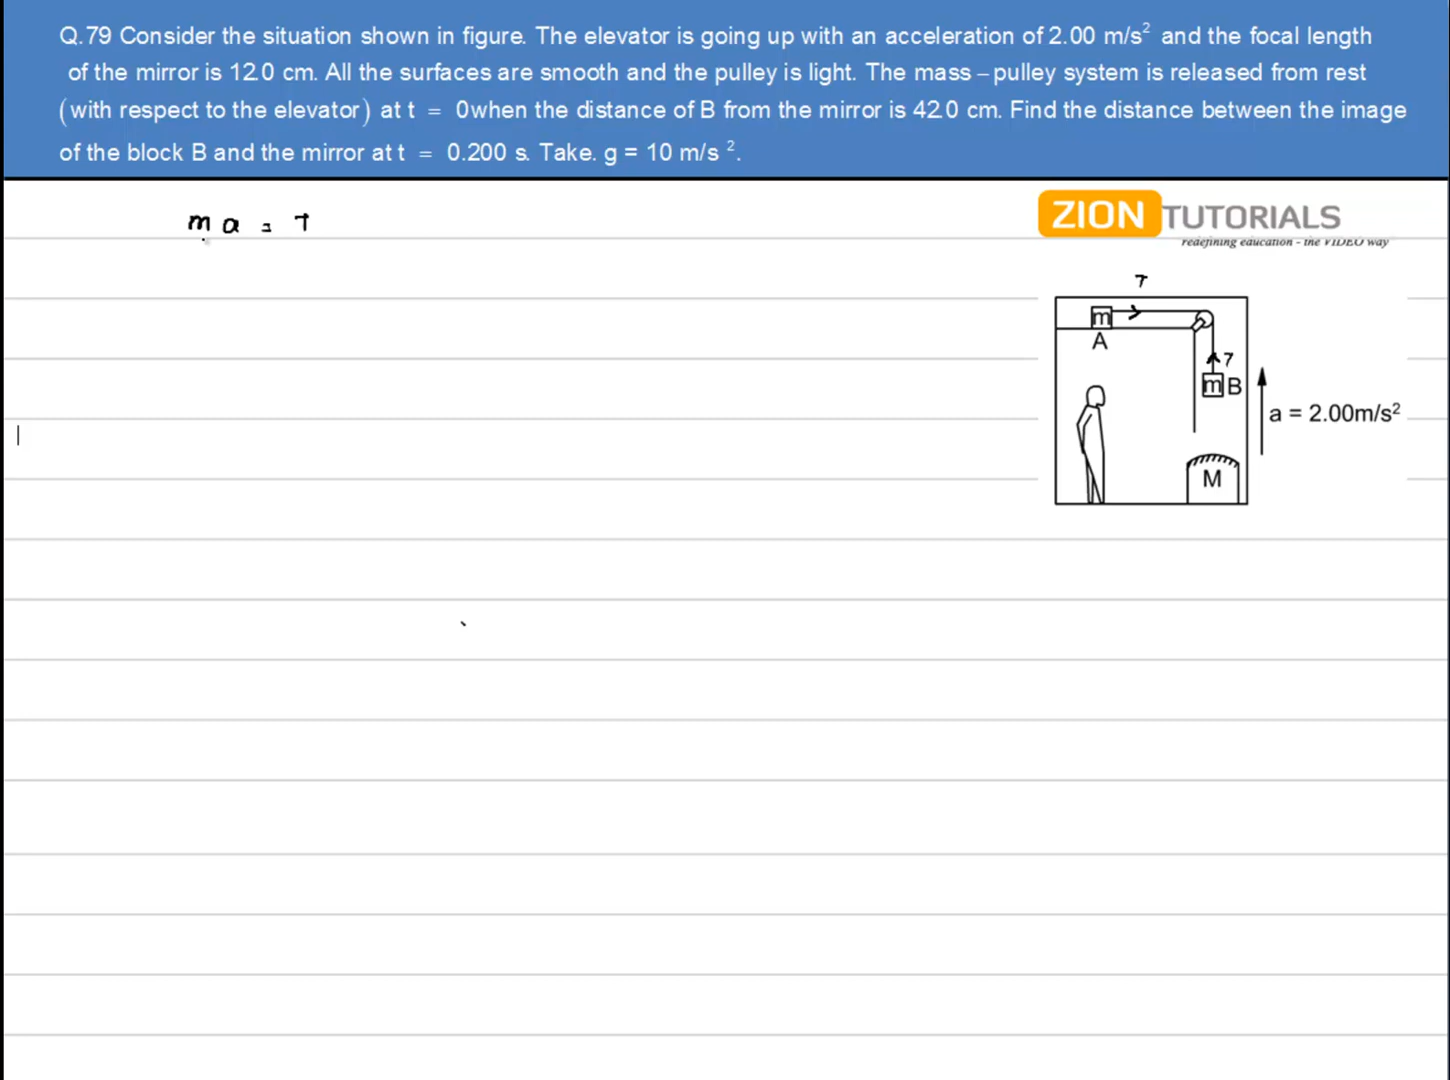 Q.79 Consider the situation shown in figure. The elevator is going up with an acceleration of 2.00 m/s² and the focal length
of the mirror is 12.0 cm. All the surfaces are smooth and the pulley is light. The mass – pulley system is released from rest
(with respect to the elevator) at t = 0when the distance of B from the mirror is 42.0 cm. Find the distance between the image
of the block B and the mirror at t = 0.200 s. Take. g = 10 m/s ².
m a = T
ZION TUTORIALS
redefining education - the VIDEO way
T
m
A
T
m B
a = 2.00m/s²
M